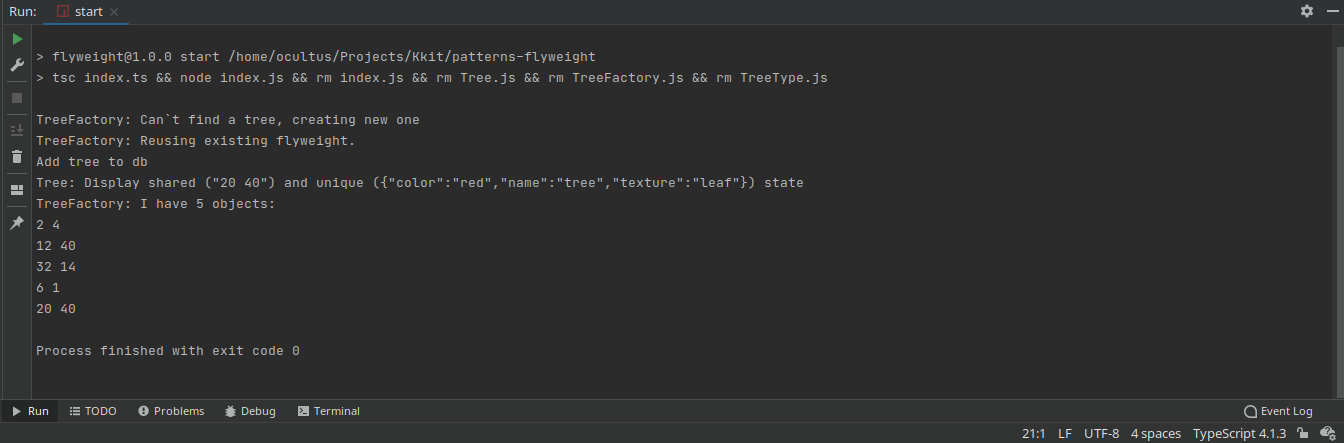 Run: start
> flyweight@1.0.0 start /home/ocultus/Projects/Kkit/patterns-flyweight
> tsc index.ts && node index.js && rm index.js && rm Tree.js && rm TreeFactory.js && rm TreeType.js
TreeFactory: Can`t find a tree, creating new one
TreeFactory: Reusing existing flyweight.
Add tree to db
Tree: Display shared ("20 40") and unique ({"color":"red","name":"tree","texture":"leaf"}) state
TreeFactory: I have 5 objects:
2 4
12 40
32 14
6 1
20 40
Process finished with exit code 0
Run TODO Problems Debug Terminal Event Log
21:1 LF UTF-8 4 spaces TypeScript 4.1.3